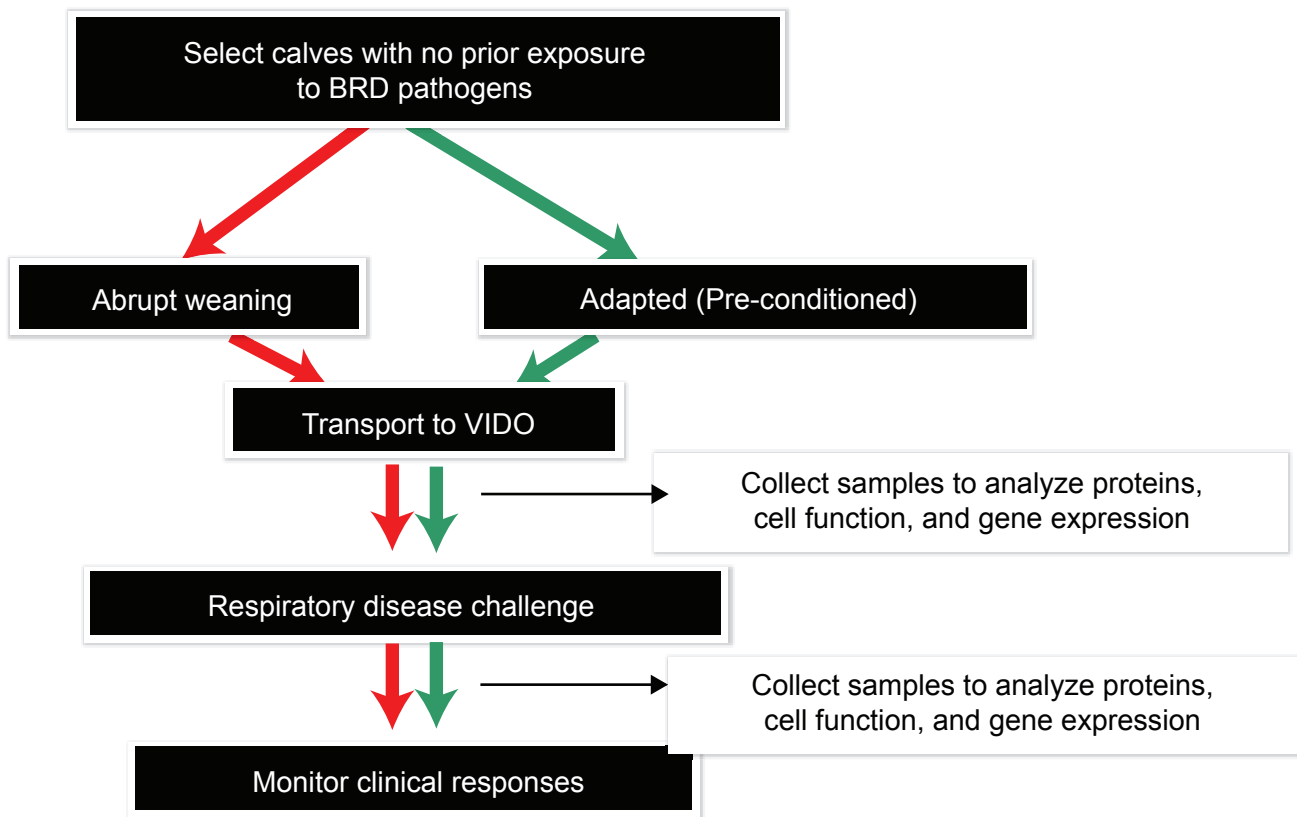 Select calves with no prior exposure
to BRD pathogens
Abrupt weaning
Adapted (Pre-conditioned)
Transport to VIDO
Collect samples to analyze proteins,
cell function, and gene expression
Respiratory disease challenge
Collect samples to analyze proteins,
cell function, and gene expression
Monitor clinical responses